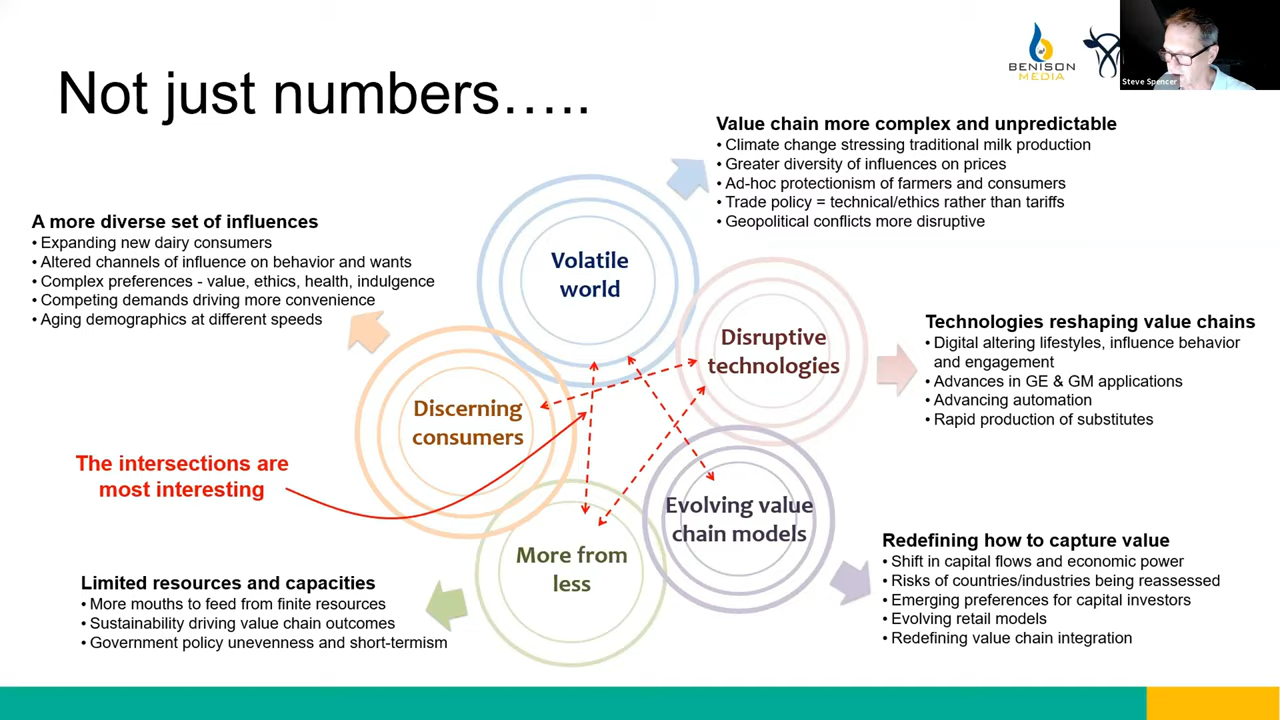 BENISON
MEDIA
Steve Spencer
Not just numbers…..
Value chain more complex and unpredictable
• Climate change stressing traditional milk production
• Greater diversity of influences on prices
• Ad-hoc protectionism of farmers and consumers
• Trade policy = technical/ethics rather than tariffs
• Geopolitical conflicts more disruptive
A more diverse set of influences
• Expanding new dairy consumers
• Altered channels of influence on behavior and wants
• Complex preferences - value, ethics, health, indulgence
• Competing demands driving more convenience
• Aging demographics at different speeds
Volatile
world
Disruptive
technologies
Technologies reshaping value chains
• Digital altering lifestyles, influence behavior
and engagement
• Advances in GE & GM applications
• Advancing automation
• Rapid production of substitutes
Discerning
consumers
The intersections are
most interesting
Evolving value
chain models
More from
less
Redefining how to capture value
• Shift in capital flows and economic power
• Risks of countries/industries being reassessed
• Emerging preferences for capital investors
• Evolving retail models
• Redefining value chain integration
Limited resources and capacities
• More mouths to feed from finite resources
• Sustainability driving value chain outcomes
• Government policy unevenness and short-termism